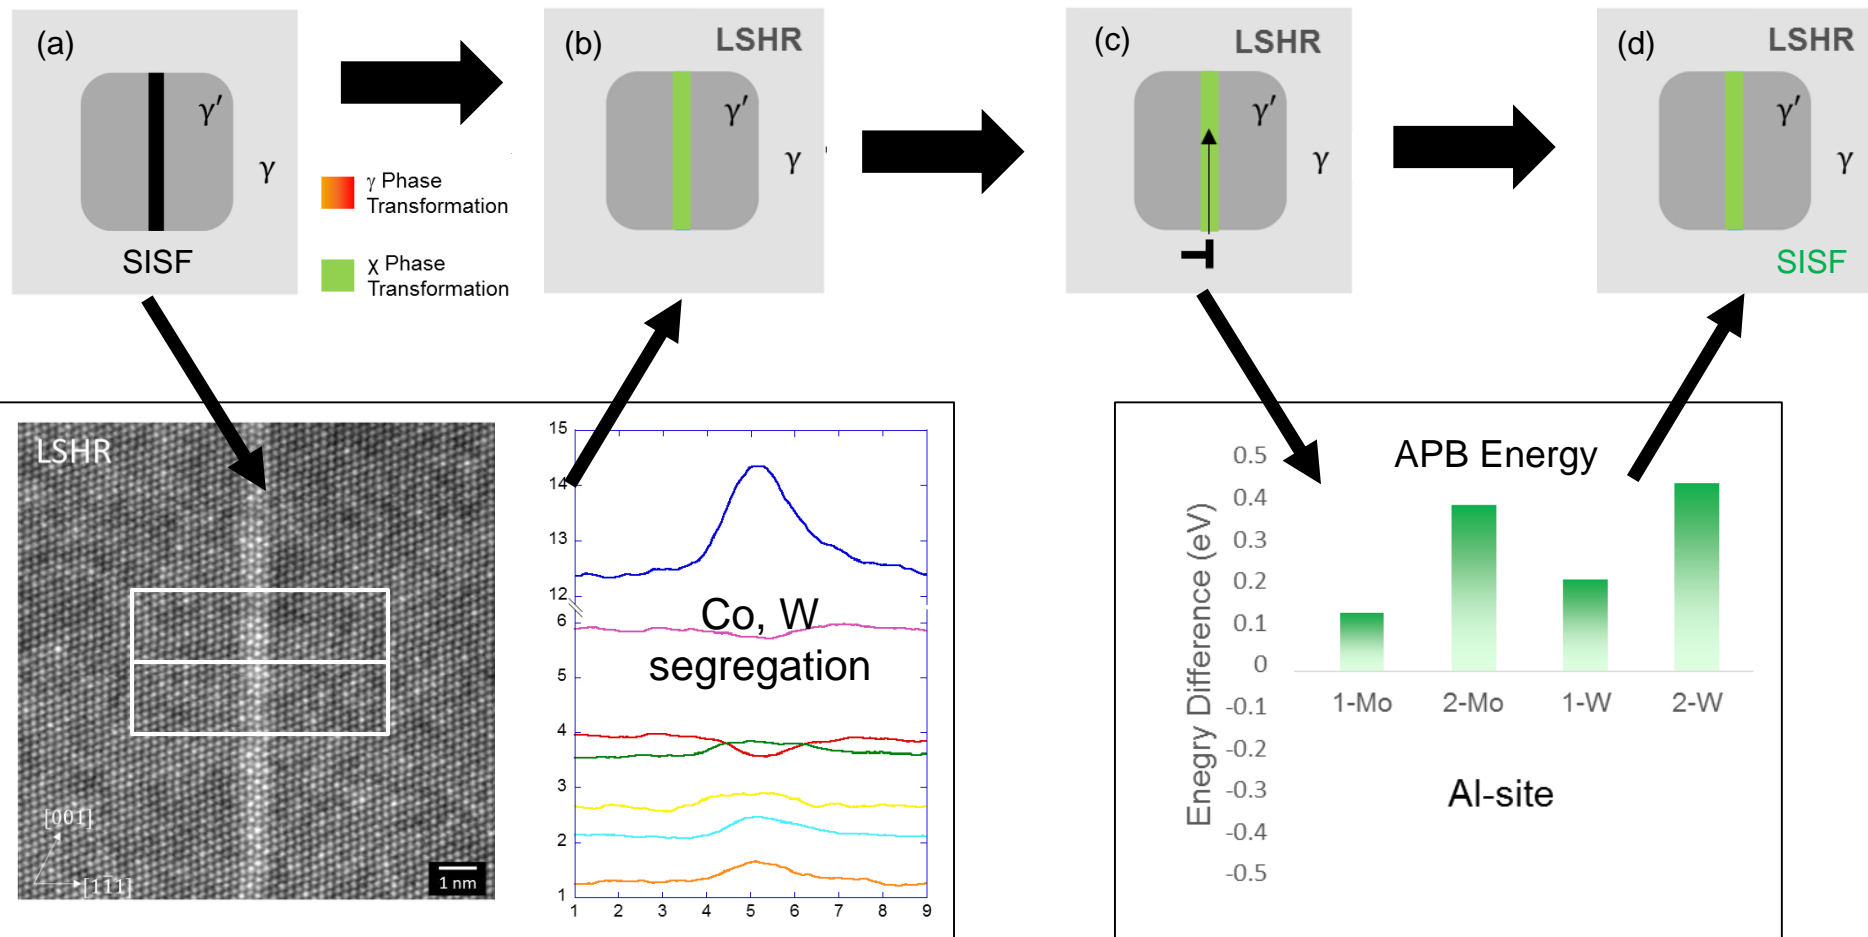 (a)
γ′
γ
SISF
γ Phase
Transformation
χ Phase
Transformation
(b)
LSHR
γ′
γ
(c)
LSHR
γ′
γ
(d)
LSHR
γ′
γ
SISF
LSHR
[001]
[1̄1̄1]
1 nm
15
14
13
12
6
5
4
3
2
1
1 2 3 4 5 6 7 8 9
Co, W
segregation
APB Energy
Enegry Difference (eV)
0.5
0.4
0.3
0.2
0.1
0
-0.1
-0.2
-0.3
-0.4
-0.5
1-Mo 2-Mo 1-W 2-W
Al-site